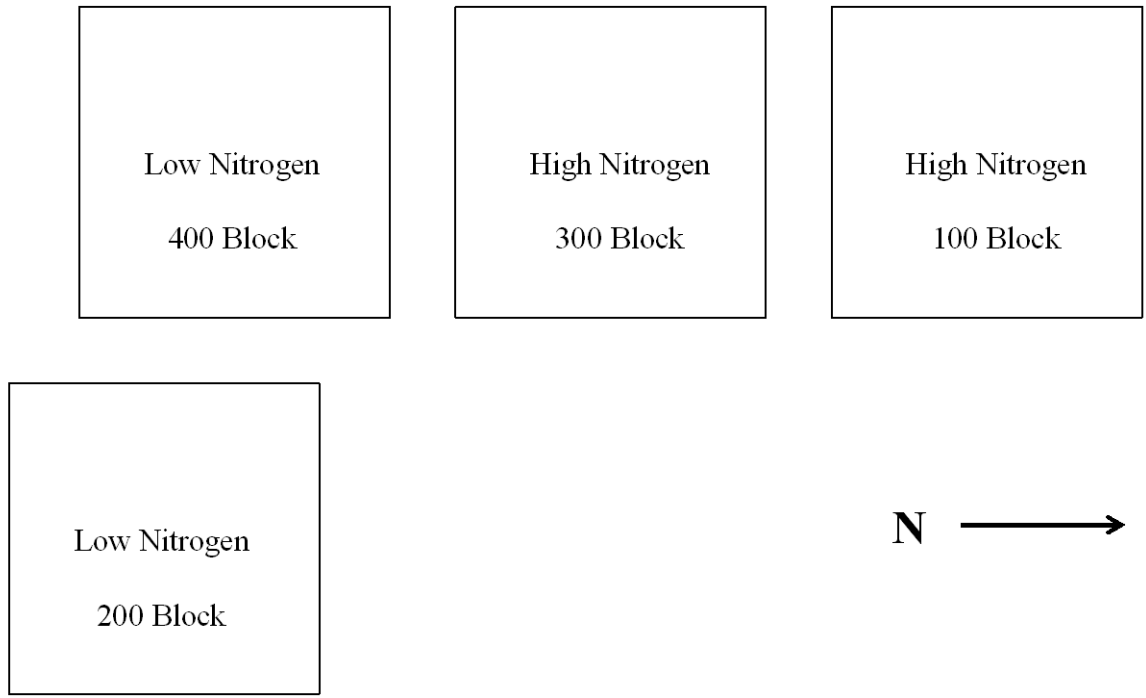 Low Nitrogen
400 Block
High Nitrogen
300 Block
High Nitrogen
100 Block
Low Nitrogen
200 Block
N